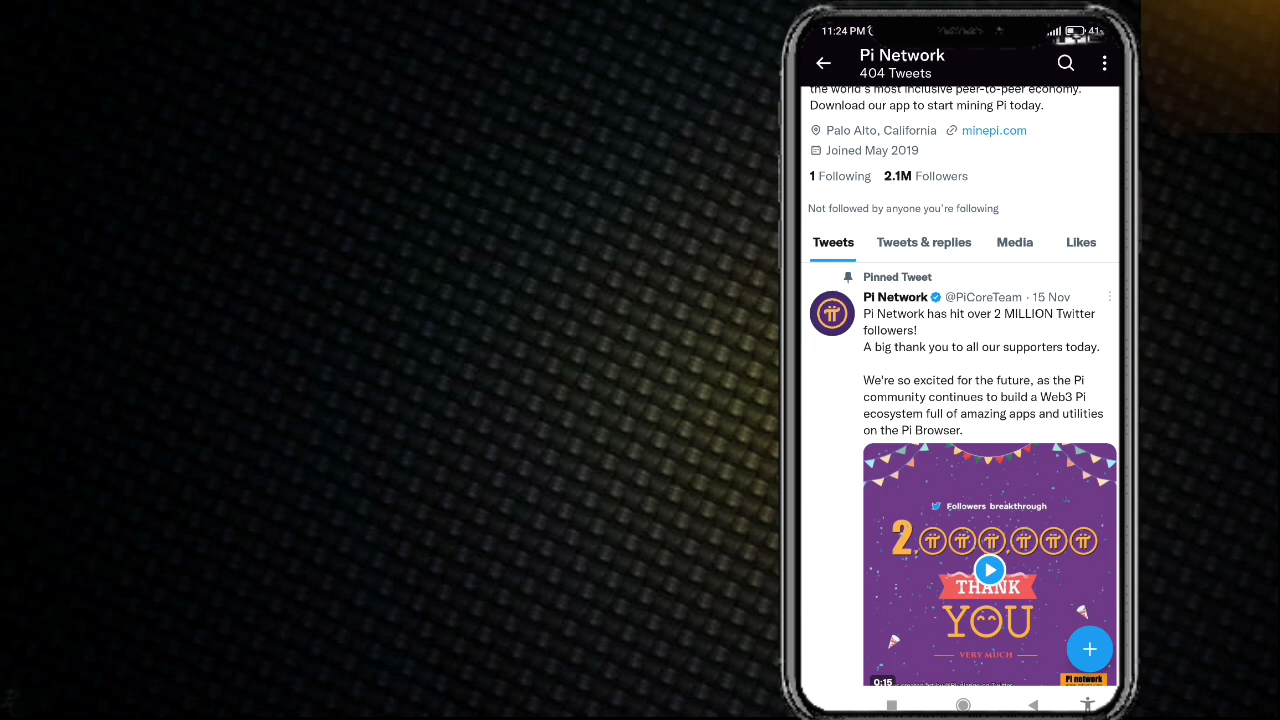 11:24 PM
41
Pi Network
404 Tweets
the world's most inclusive peer-to-peer economy.
Download our app to start mining Pi today.
Palo Alto, California minepi.com
Joined May 2019
1 Following 2.1M Followers
Not followed by anyone you're following
Tweets Tweets & replies Media Likes
Pinned Tweet
Pi Network @PiCoreTeam · 15 Nov
Pi Network has hit over 2 MILLION Twitter
followers!
A big thank you to all our supporters today.
We're so excited for the future, as the Pi
community continues to build a Web3 Pi
ecosystem full of amazing apps and utilities
on the Pi Browser.
Followers breakthrough
2,πππ,πππ
THANK
YOU
VERY MUCH
0:15
Pi network